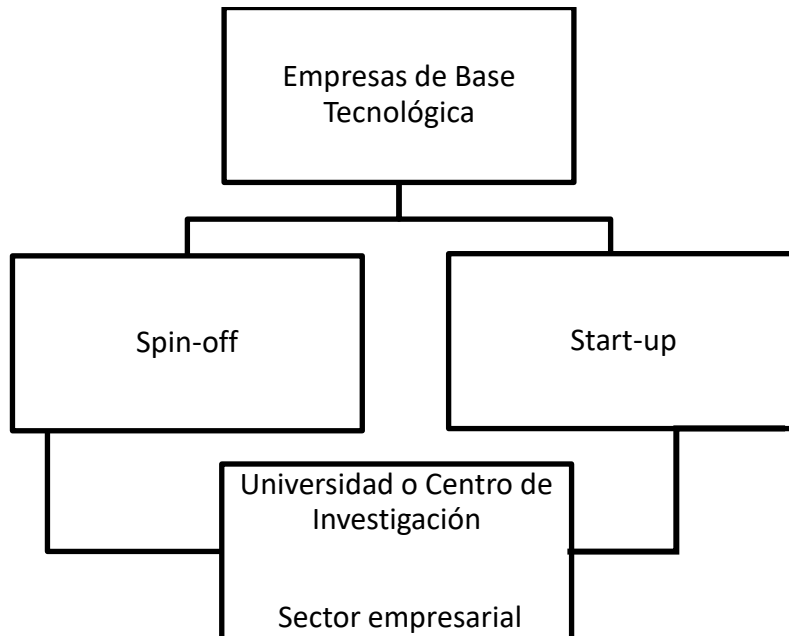 Empresas de Base
Tecnológica
Spin-off
Start-up
Universidad o Centro de
Investigación
Sector empresarial